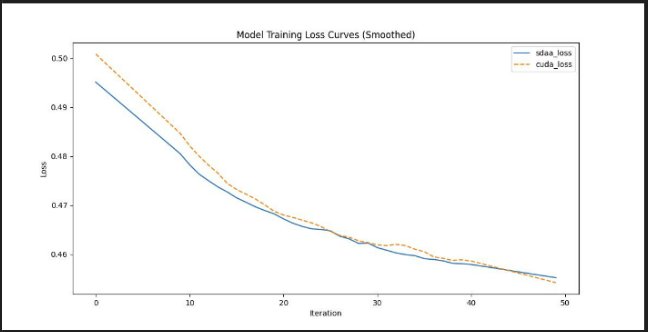 Model Training Loss Curves (Smoothed)
sdaa_loss
cuda_loss
0.50
0.49
0.48
0.47
0.46
Loss
0 10 20 30 40 50
Iteration